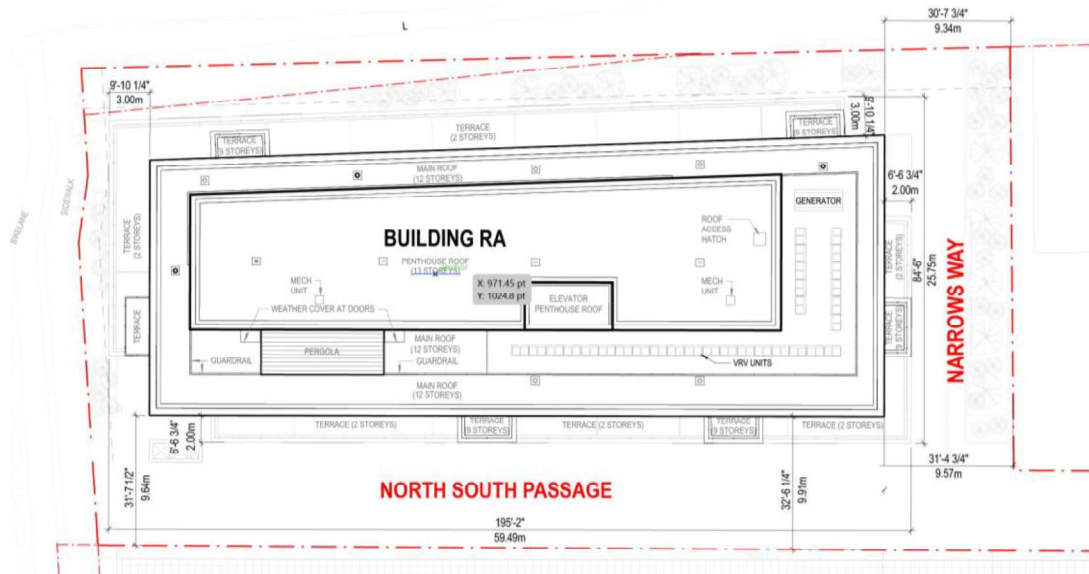 30'-7 3/4"
9.34m
L
9'-10 1/4"
3.00m
9'-10 1/4"
3.00m
TERRACE
(2 STOREYS)
TERRACE
(9 STOREYS)
TERRACE
(9 STOREYS)
MAIN ROOF
(12 STOREYS)
6'-6 3/4"
2.00m
SIDEWALK
BIKELANE
GENERATOR
TERRACE
(2 STOREYS)
BUILDING RA
ROOF
ACCESS
HATCH
PENTHOUSE ROOF
(13 STOREYS)
X: 971.45 pt
Y: 1024.8 pt
MECH
UNIT
MECH
UNIT
TERRACE
(2 STOREYS)
84'-6"
25.75m
NARROWS WAY
ELEVATOR
PENTHOUSE ROOF
WEATHER COVER AT DOORS
TERRACE
TERRACE
(9 STOREYS)
PERGOLA
MAIN ROOF
(12 STOREYS)
GUARDRAIL
GUARDRAIL
VRV UNITS
MAIN ROOF
(12 STOREYS)
TERRACE (2 STOREYS)
TERRACE
(9 STOREYS)
TERRACE (2 STOREYS)
TERRACE
(9 STOREYS)
TERRACE (2 STOREYS)
6'-6 3/4"
2.00m
31'-7 1/2"
9.64m
32'-6 1/4"
9.91m
31'-4 3/4"
9.57m
NORTH SOUTH PASSAGE
195'-2"
59.49m